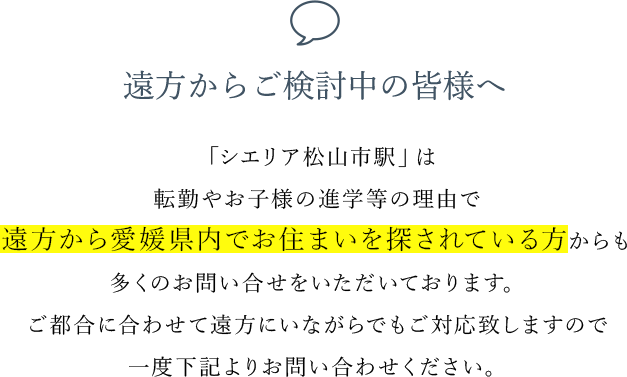 遠方からご検討中の皆様へ
「シエリア松山市駅」は
転勤やお子様の進学等の理由で
遠方から愛媛県内でお住まいを探されている方からも
多くのお問い合せをいただいております。
ご都合に合わせて遠方にいながらでもご対応致しますので
一度下記よりお問い合わせください。